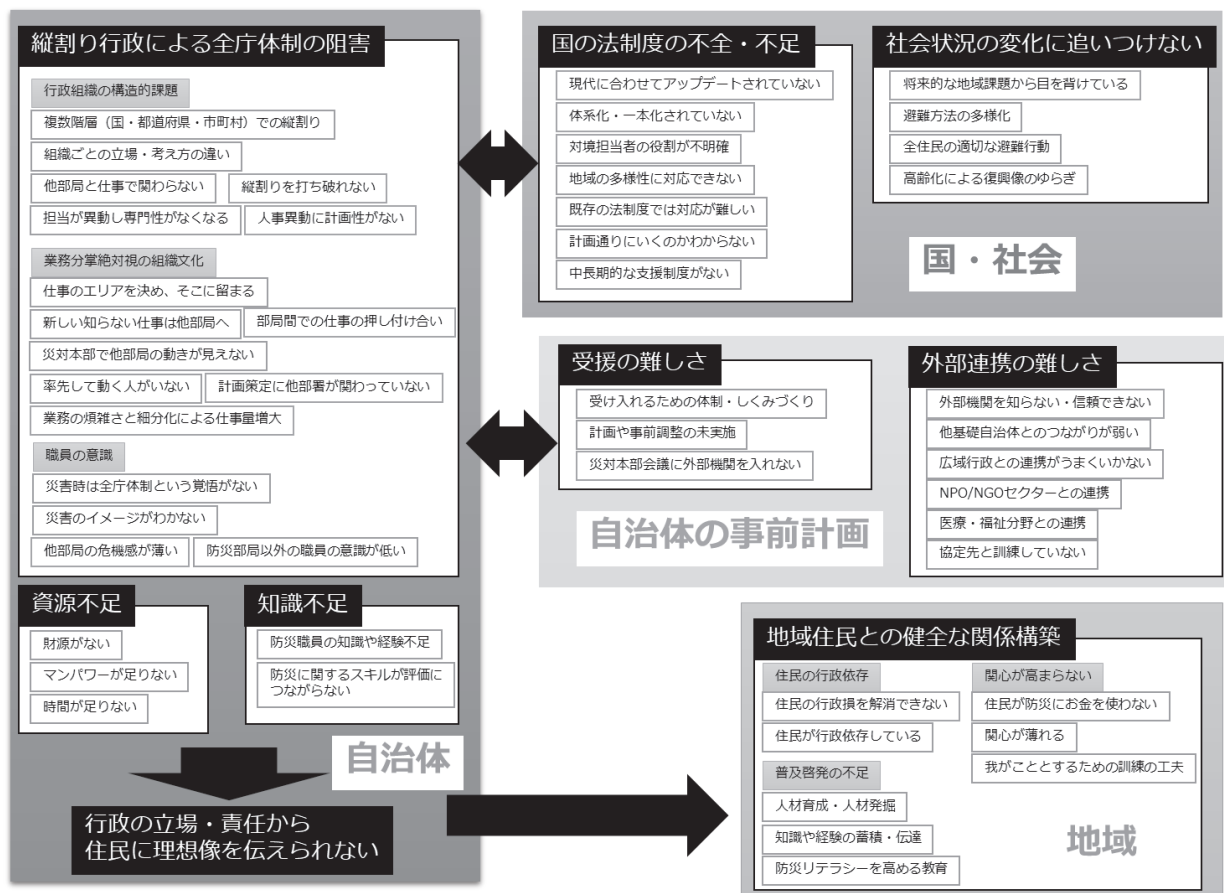 縦割り行政による全庁体制の阻害
行政組織の構造的課題
複数階層（国・都道府県・市町村）での縦割り
組織ごとの立場・考え方の違い
他部局と仕事で関わらない
縦割りを打ち破れない
担当が異動し専門性がなくなる
人事異動に計画性がない
業務分掌絶対視の組織文化
仕事のエリアを決め、そこに留まる
新しい知らない仕事は他部局へ
部局間での仕事の押し付け合い
災対本部で他部局の動きが見えない
率先して動く人がいない
計画策定に他部署が関わっていない
業務の煩雑さと細分化による仕事量増大
職員の意識
災害時は全庁体制という覚悟がない
災害のイメージがわかない
他部局の危機感が薄い
防災部局以外の職員の意識が低い
資源不足
財源がない
マンパワーが足りない
時間が足りない
知識不足
防災職員の知識や経験不足
防災に関するスキルが評価に
つながらない
自治体
行政の立場・責任から
住民に理想像を伝えられない
国の法制度の不全・不足
現代に合わせてアップデートされていない
体系化・一本化されていない
対境担当者の役割が不明確
地域の多様性に対応できない
既存の法制度では対応が難しい
計画通りにいくのかわからない
中長期的な支援制度がない
社会状況の変化に追いつけない
将来的な地域課題から目を背けている
避難方法の多様化
全住民の適切な避難行動
高齢化による復興像のゆらぎ
国・社会
受援の難しさ
受け入れるための体制・しくみづくり
計画や事前調整の未実施
災対本部会議に外部機関を入れない
自治体の事前計画
外部連携の難しさ
外部機関を知らない・信頼できない
他基礎自治体とのつながりが弱い
広域行政との連携がうまくいかない
NPO/NGOセクターとの連携
医療・福祉分野との連携
協定先と訓練していない
地域住民との健全な関係構築
住民の行政依存
住民の行政損を解消できない
住民が行政依存している
普及啓発の不足
人材育成・人材発掘
知識や経験の蓄積・伝達
防災リテラシーを高める教育
関心が高まらない
住民が防災にお金を使わない
関心が薄れる
我がこととするための訓練の工夫
地域